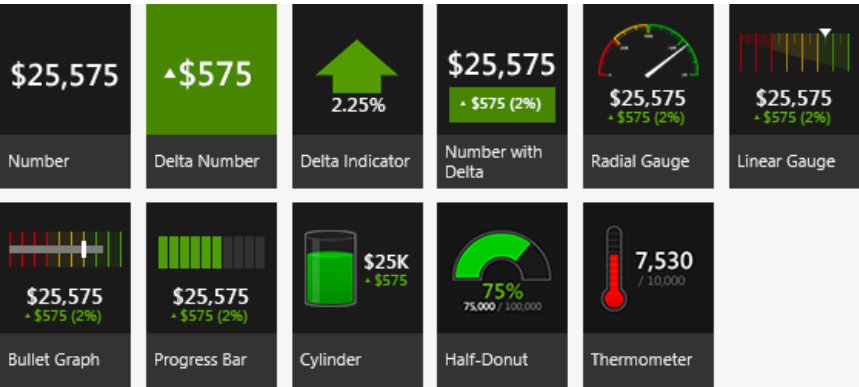 $25,575
Number
▲$575
Delta Number
2.25%
Delta Indicator
$25,575
▲ $575 (2%)
Number with
Delta
$25,575
▲ $575 (2%)
Radial Gauge
$25,575
▲ $575 (2%)
Linear Gauge
$25,575
▲ $575 (2%)
Bullet Graph
$25,575
▲ $575 (2%)
Progress Bar
$25K
▲ $575
Cylinder
75%
75,000 / 100,000
Half-Donut
7,530
/ 10,000
Thermometer